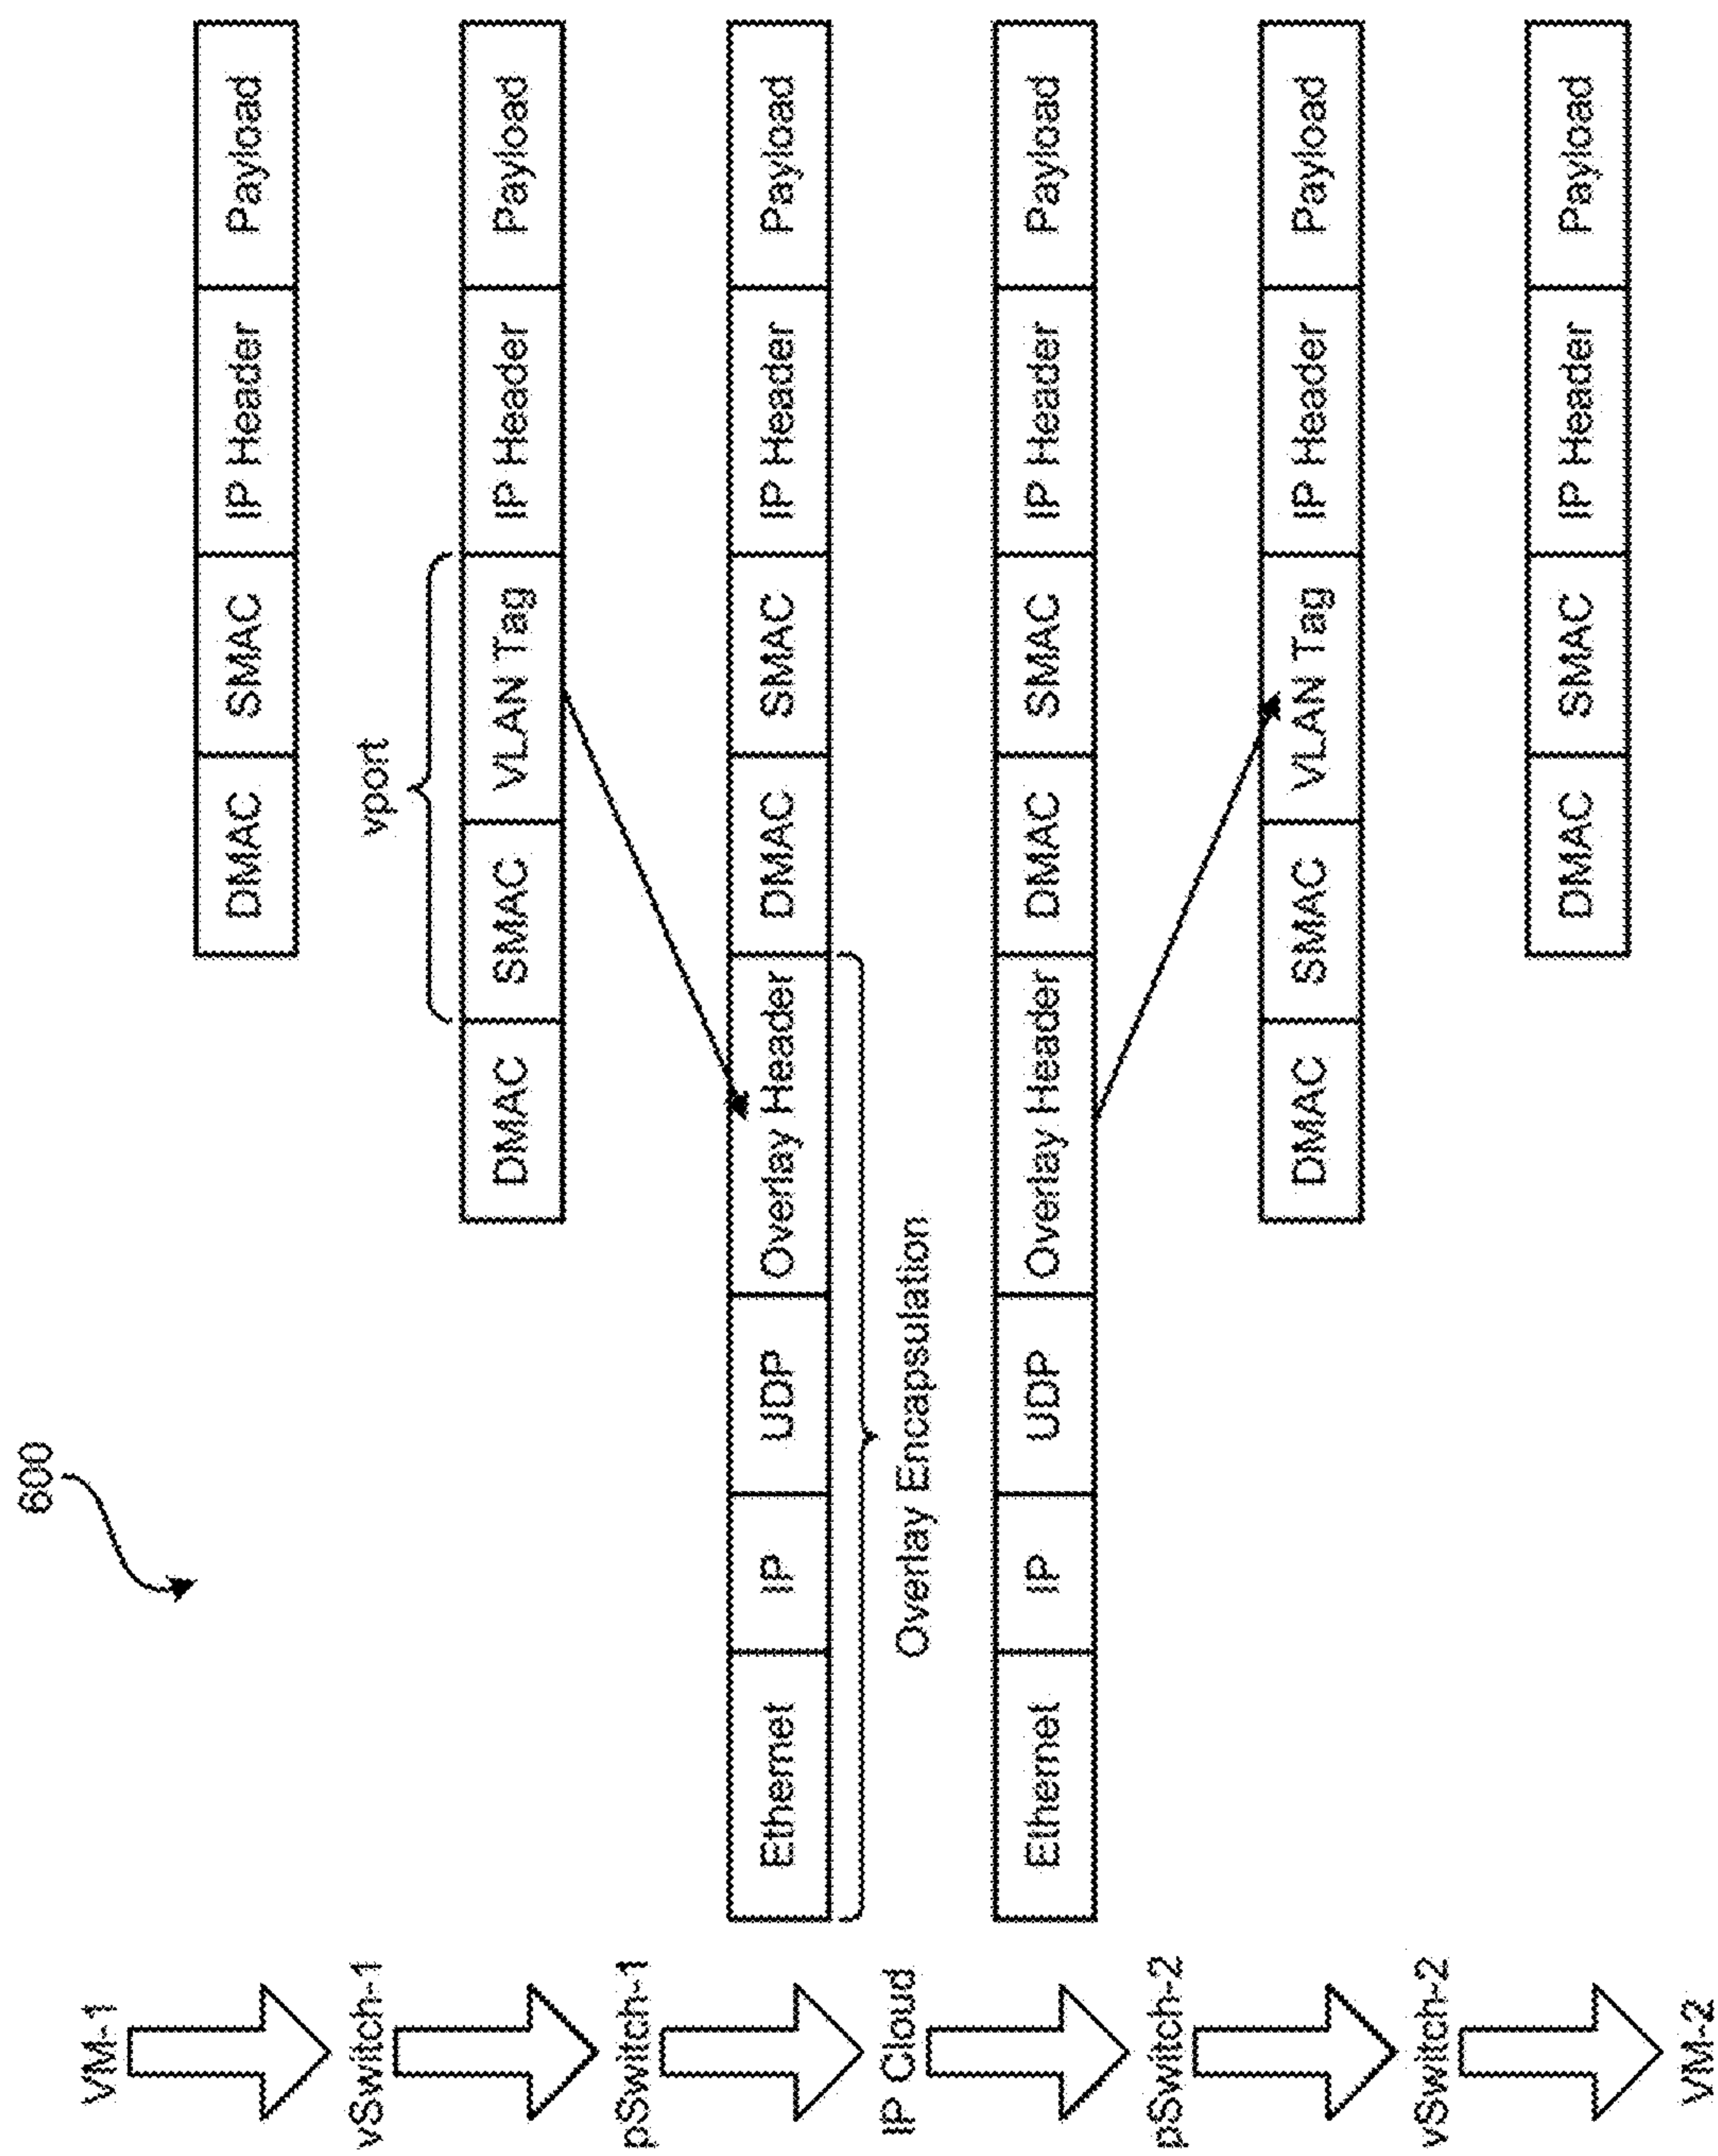 600
VM-1
DMAC SMAC IP Header Payload
vSwitch-1
vport
DMAC SMAC VLAN Tag IP Header Payload
pSwitch-1
Ethernet IP UDP Overlay Header DMAC SMAC IP Header Payload
IP Cloud
Overlay Encapsulation
Ethernet IP UDP Overlay Header DMAC SMAC IP Header Payload
pSwitch-2
DMAC SMAC VLAN Tag IP Header Payload
vSwitch-2
DMAC SMAC IP Header Payload
VM-2